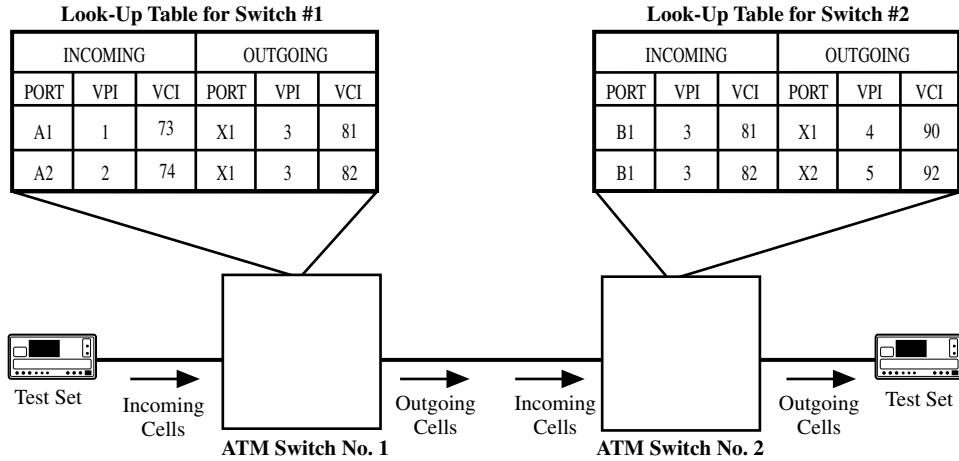 Look-Up Table for Switch #1
INCOMING OUTGOING
PORT VPI VCI PORT VPI VCI
A1 1 73 X1 3 81
A2 2 74 X1 3 82
Look-Up Table for Switch #2
INCOMING OUTGOING
PORT VPI VCI PORT VPI VCI
B1 3 81 X1 4 90
B1 3 82 X2 5 92
Test Set
Incoming
Cells
ATM Switch No. 1
Outgoing
Cells
Incoming
Cells
ATM Switch No. 2
Outgoing
Cells
Test Set